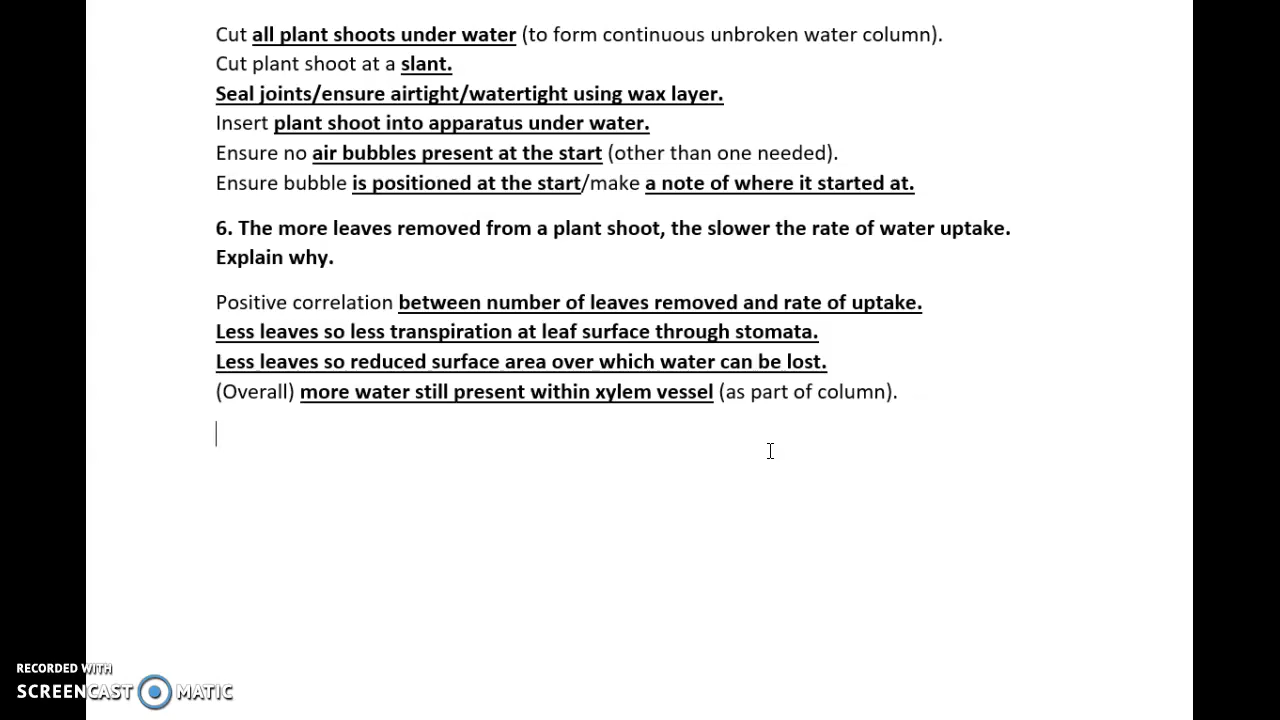 Cut all plant shoots under water (to form continuous unbroken water column).
Cut plant shoot at a slant.
Seal joints/ensure airtight/watertight using wax layer.
Insert plant shoot into apparatus under water.
Ensure no air bubbles present at the start (other than one needed).
Ensure bubble is positioned at the start/make a note of where it started at.
6. The more leaves removed from a plant shoot, the slower the rate of water uptake.
Explain why.
Positive correlation between number of leaves removed and rate of uptake.
Less leaves so less transpiration at leaf surface through stomata.
Less leaves so reduced surface area over which water can be lost.
(Overall) more water still present within xylem vessel (as part of column).
RECORDED WITH
SCREENCAST MATIC